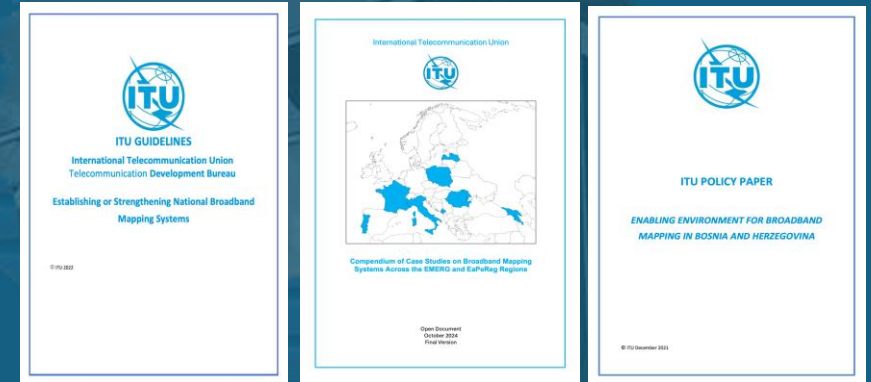 ITU
ITU GUIDELINES
International Telecommunication Union
Telecommunication Development Bureau
Establishing or Strengthening National Broadband
Mapping Systems
© ITU 2022
International Telecommunication Union
ITU
Compendium of Case Studies on Broadband Mapping
Systems Across the EMERG and EaPeReg Regions
Open Document
October 2024
Final Version
ITU
ITU POLICY PAPER
ENABLING ENVIRONMENT FOR BROADBAND
MAPPING IN BOSNIA AND HERZEGOVINA
© ITU December 2021